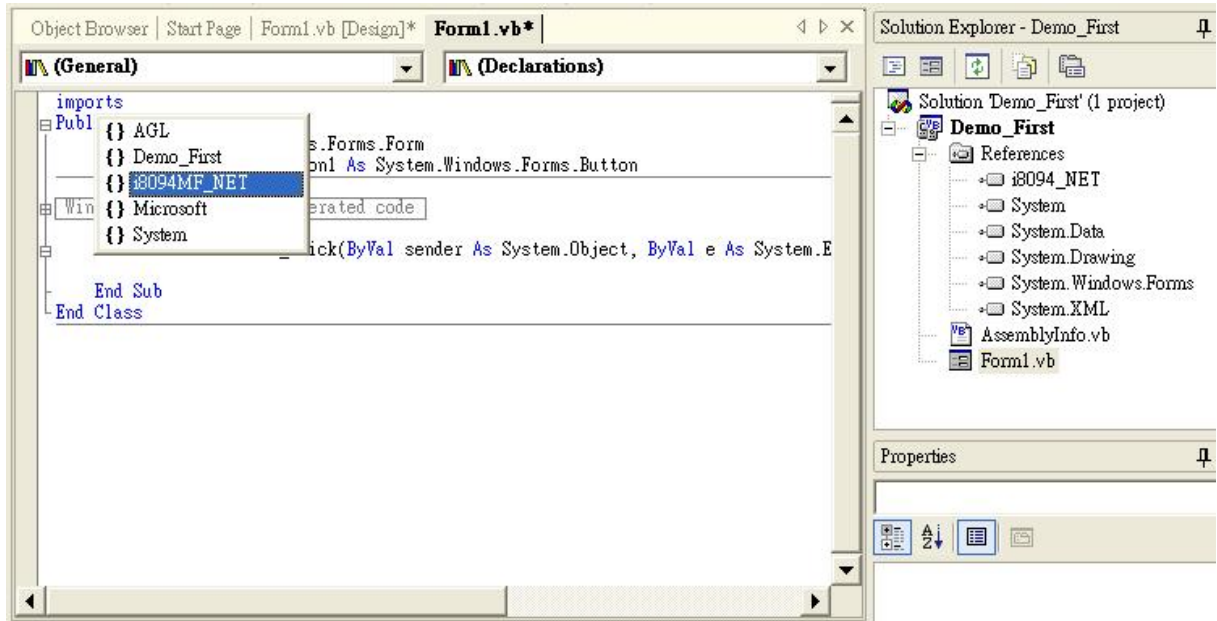 Object Browser | Start Page | Form1.vb [Design]* Form1.vb*
(General)
(Declarations)
imports
Publ
s.Forms.Form
on1 As System.Windows.Forms.Button
Win
erated code
ick(ByVal sender As System.Object, ByVal e As System.E
End Sub
End Class
{} AGL
{} Demo_First
{} i8094MF_NET
{} Microsoft
{} System
Solution Explorer - Demo_First
Solution 'Demo_First' (1 project)
Demo_First
References
i8094_NET
System
System.Data
System.Drawing
System.Windows.Forms
System.XML
AssemblyInfo.vb
Form1.vb
Properties